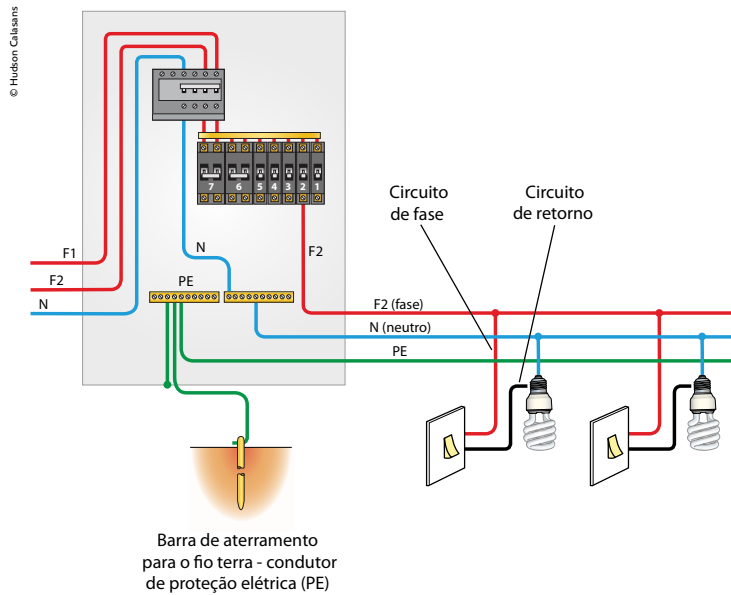 © Hudson Calasans
7 6 5 4 3 2 1
Circuito
de fase
Circuito
de retorno
F1
F2
N
N
F2
PE
F2 (fase)
N (neutro)
PE
Barra de aterramento
para o fio terra - condutor
de proteção elétrica (PE)